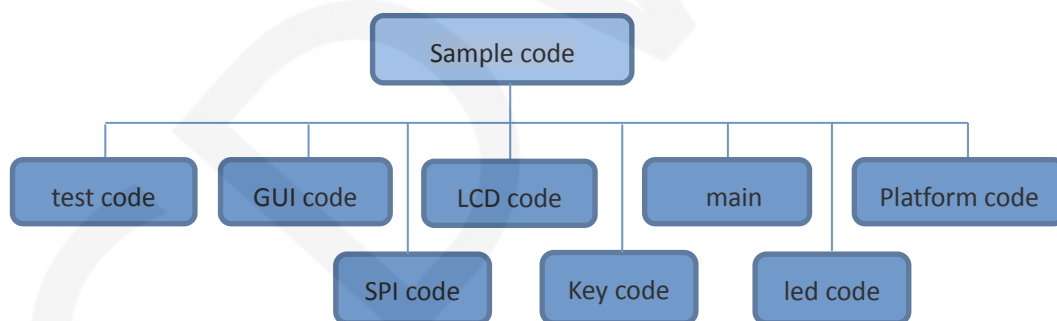 Sample code
test code
GUI code
LCD code
main
Platform code
SPI code
Key code
led code